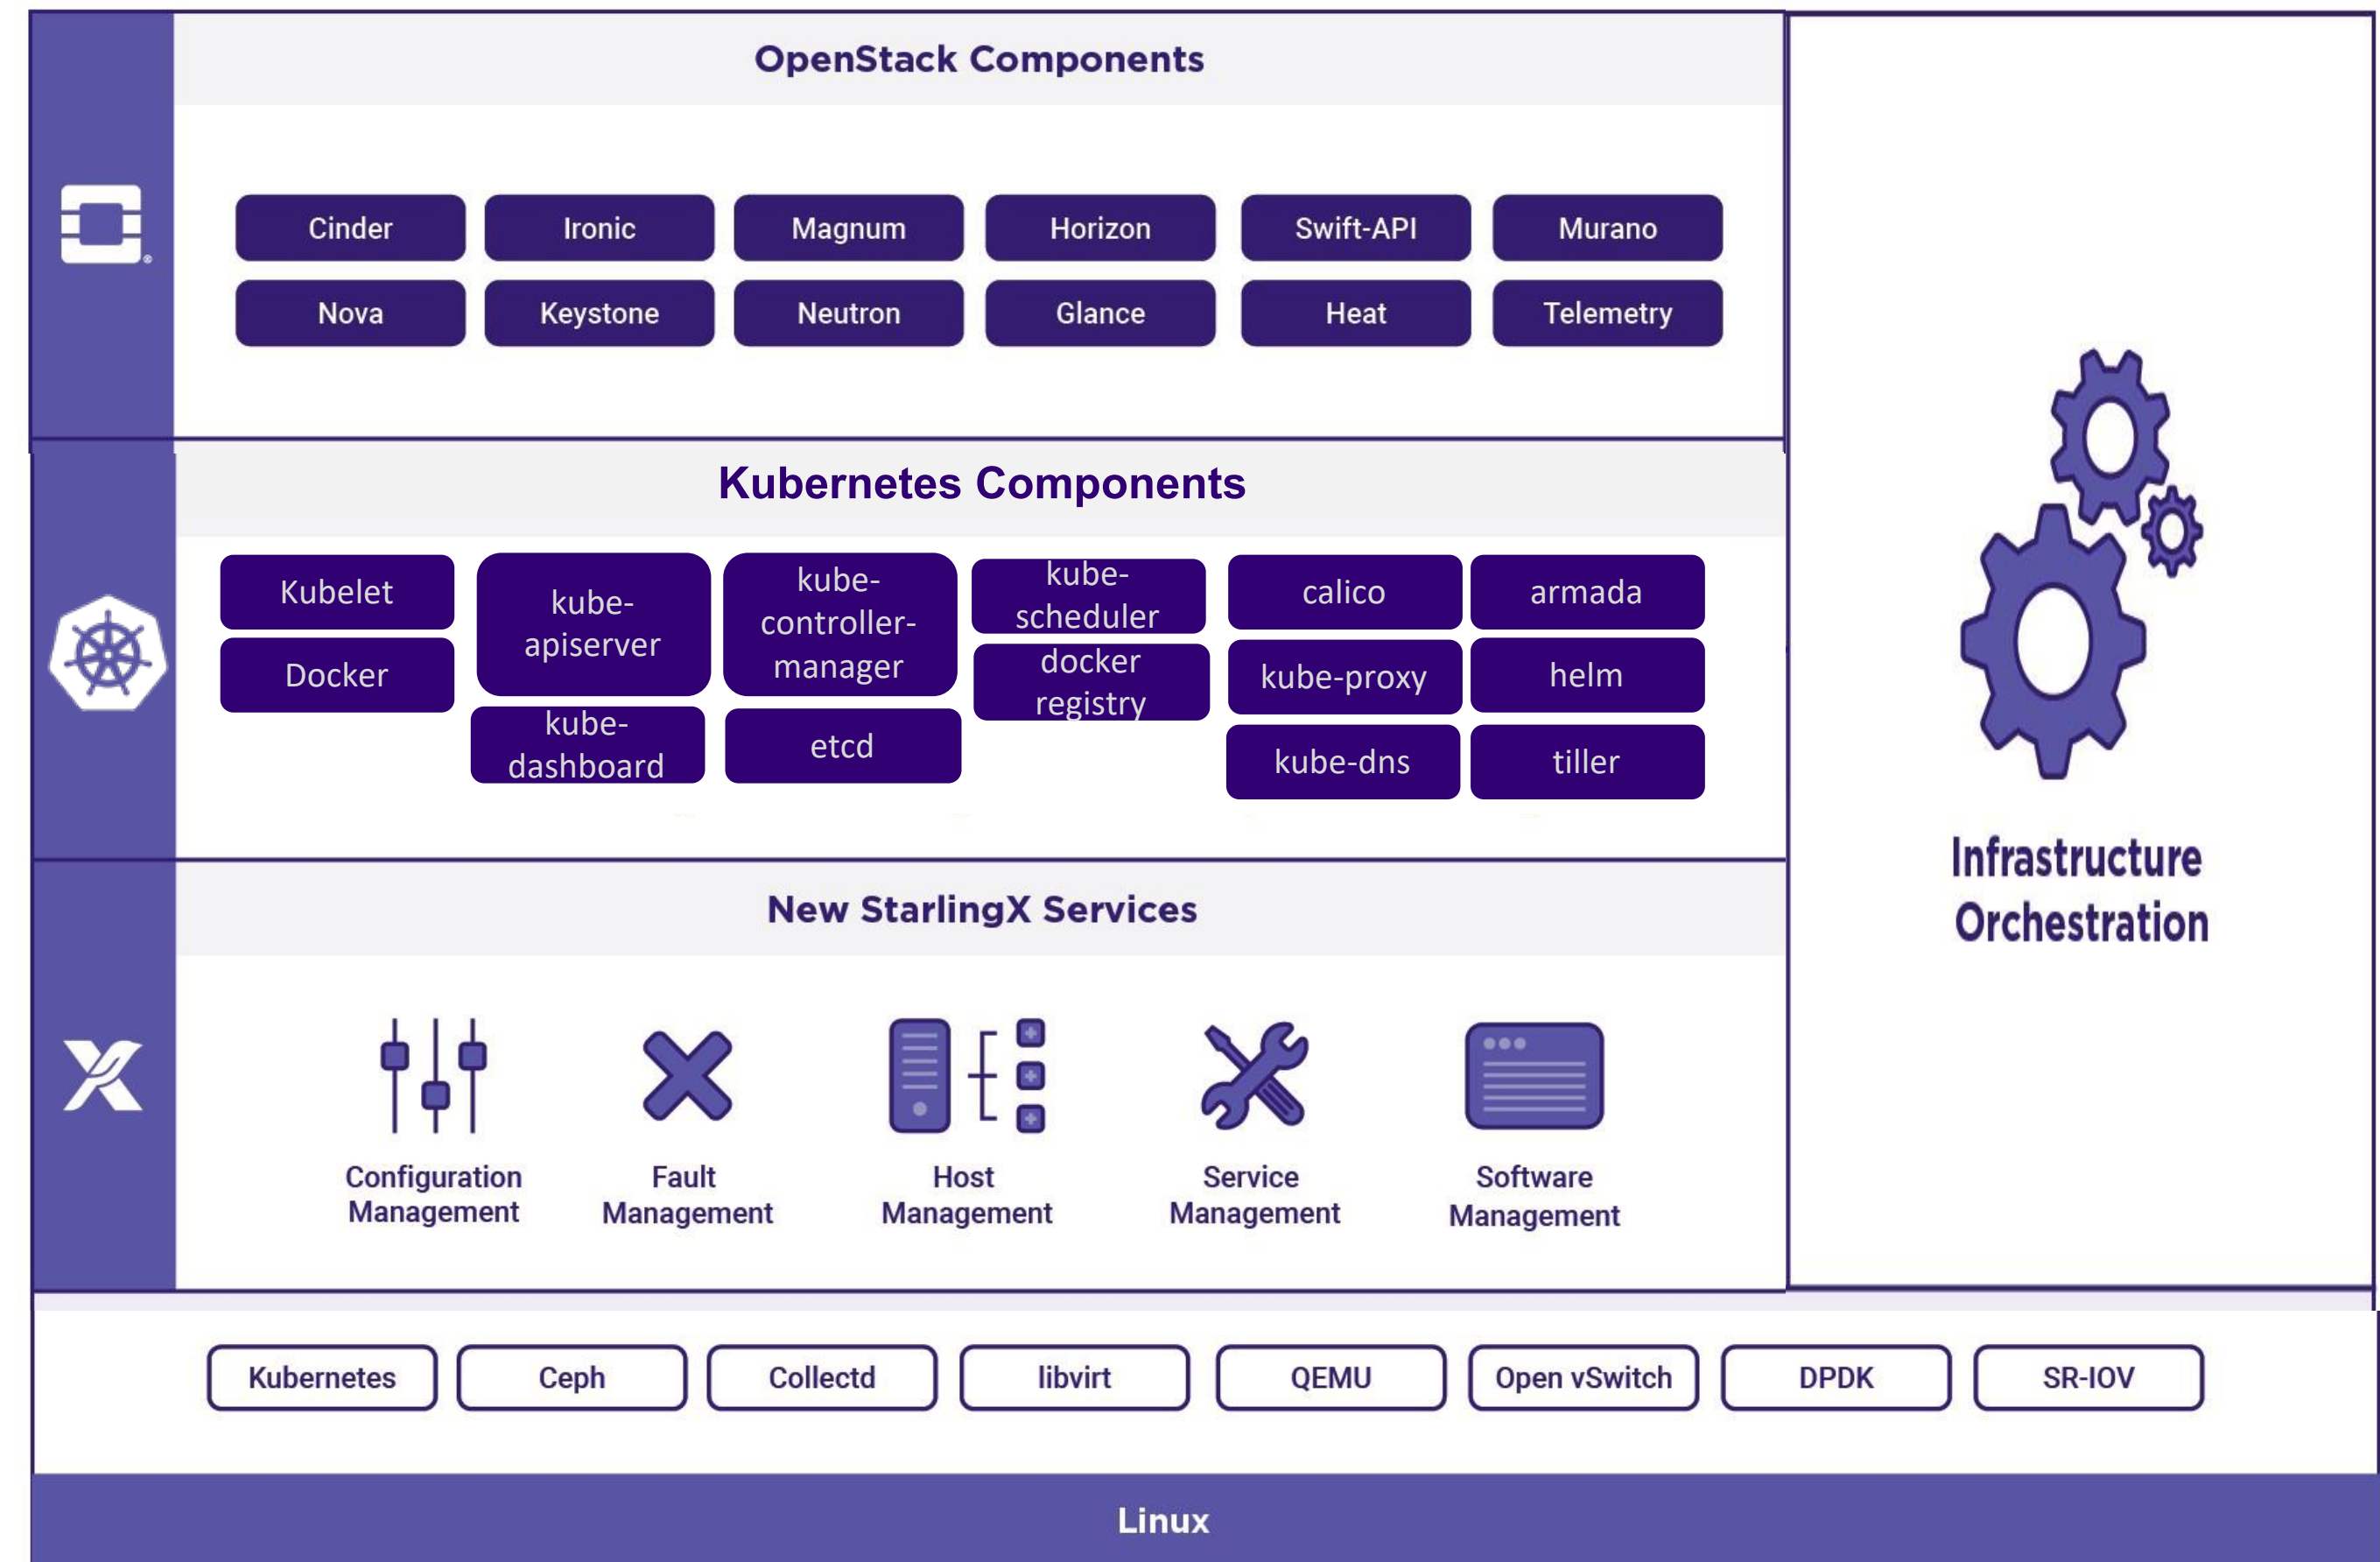 OpenStack Components
Cinder
Ironic
Magnum
Horizon
Swift-API
Murano
Nova
Keystone
Neutron
Glance
Heat
Telemetry
®
Kubernetes Components
Kubelet
kube-
apiserver
kube-
controller-
manager
kube-
scheduler
calico
armada
Docker
docker
registry
kube-proxy
helm
kube-
dashboard
etcd
kube-dns
tiller
New StarlingX Services
Configuration
Management
Fault
Management
Host
Management
Service
Management
Software
Management
Infrastructure
Orchestration
Kubernetes
Ceph
Collectd
libvirt
QEMU
Open vSwitch
DPDK
SR-IOV
Linux